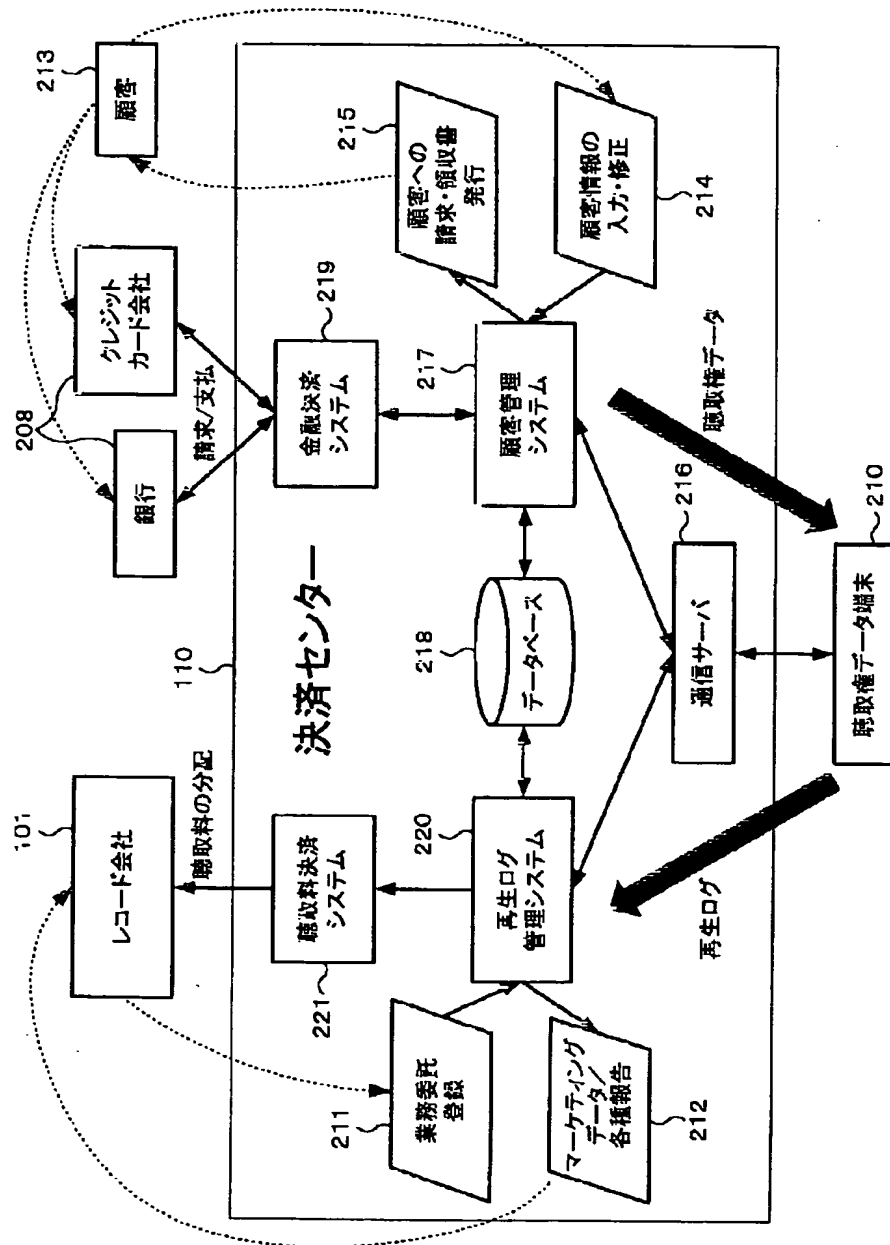 101
レコード会社
聴取料の分配
208
銀行
クレジット
カード会社
請求/支払
213
顧客
110
決済センター
221
聴取料決済
システム
219
金融決済
システム
211
業務委託
登録
215
顧客への
請求・領収書
発行
220
再生ログ
管理システム
218
データベース
217
顧客管理
システム
212
マーケティング
データ/
各種報告
214
顧客情報の
入力・修正
216
通信サーバ
再生ログ
聴取権データ
210
聴取権データ端末